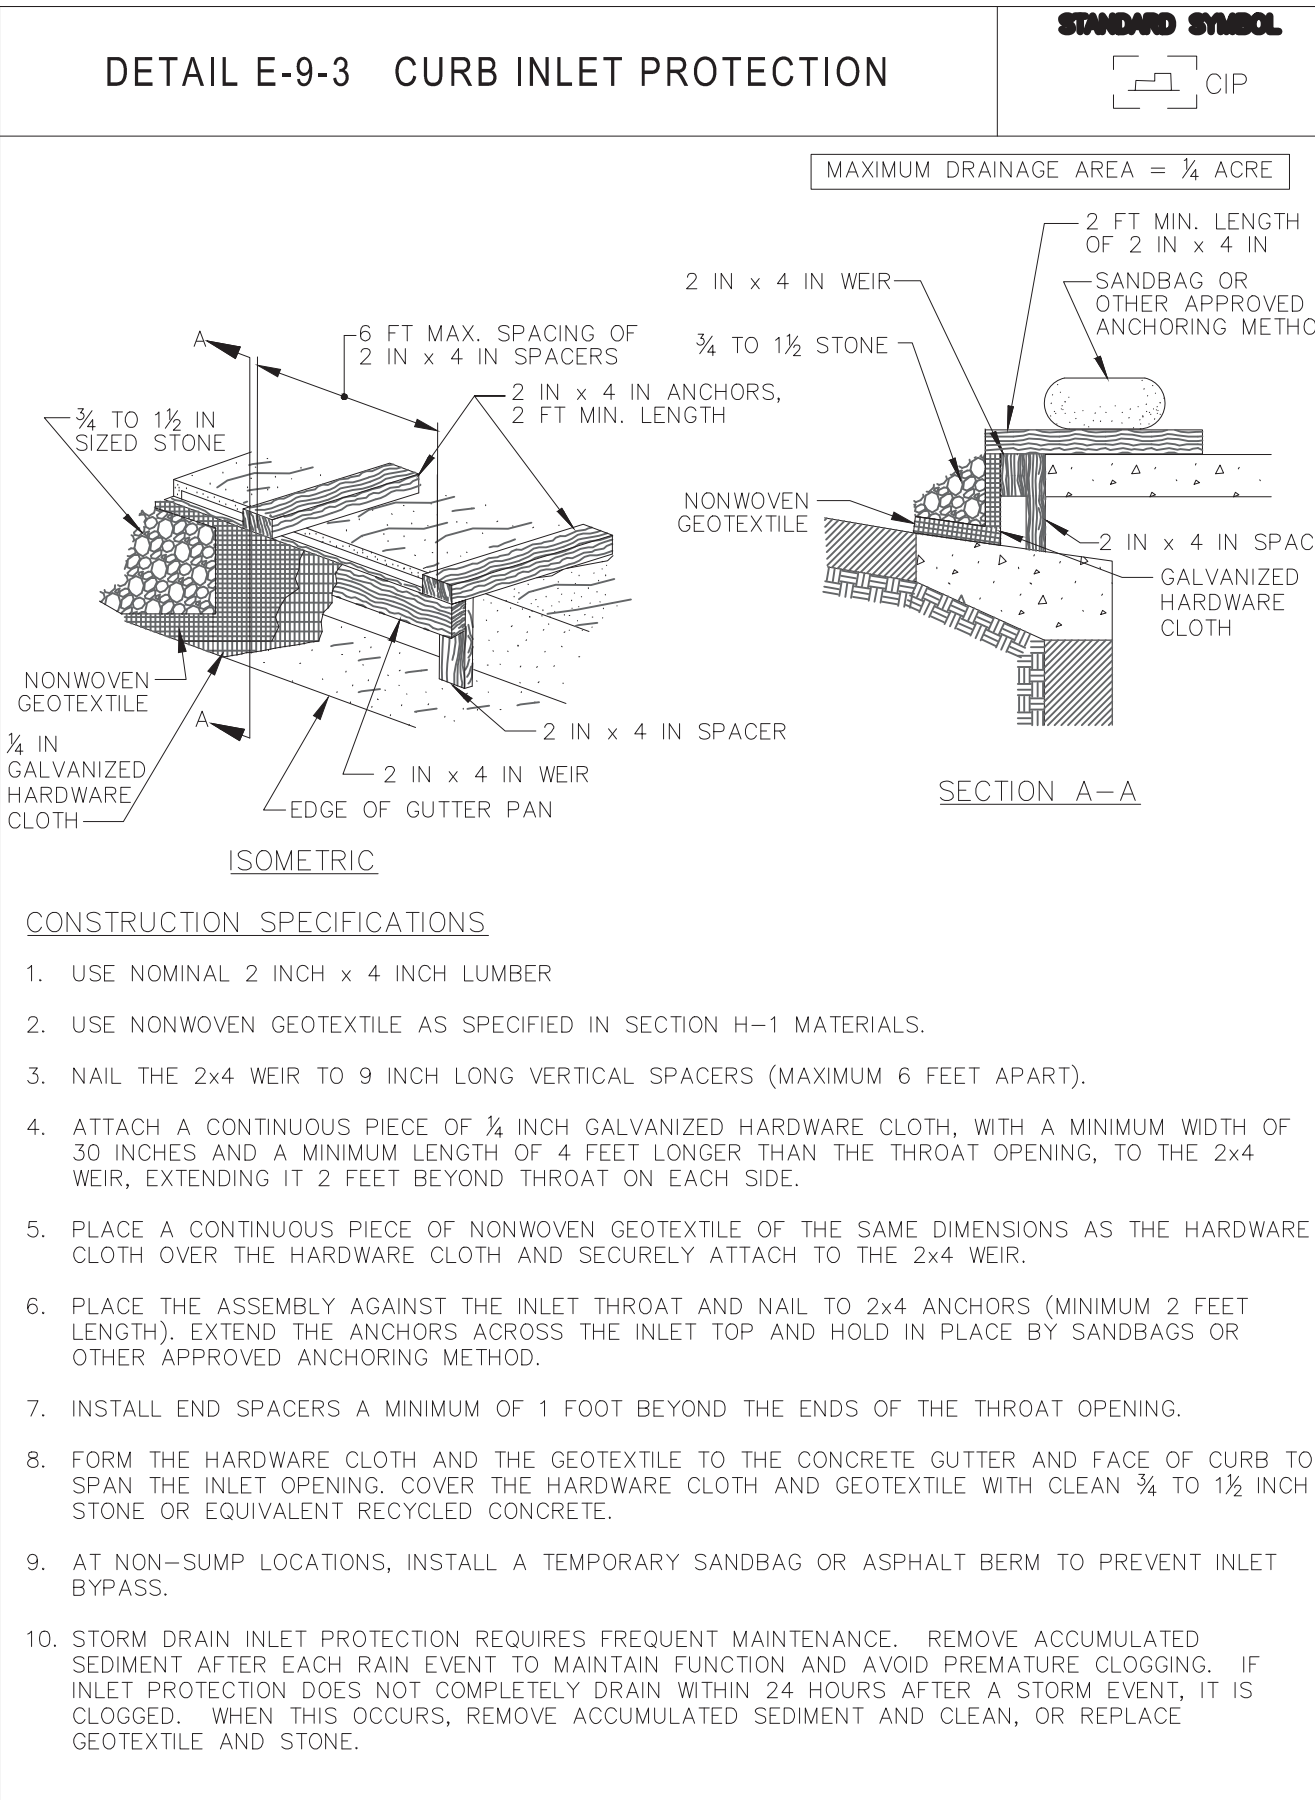 DETAIL E-9-3 CURB INLET PROTECTION
STANDARD SYMBOL
CIP
MAXIMUM DRAINAGE AREA = ¼ ACRE
2 FT MIN. LENGTH
OF 2 IN x 4 IN
2 IN x 4 IN WEIR
SANDBAG OR
OTHER APPROVED
ANCHORING METHO
¾ TO 1½ STONE
6 FT MAX. SPACING OF
2 IN x 4 IN SPACERS
A
2 IN x 4 IN ANCHORS,
2 FT MIN. LENGTH
¾ TO 1½ IN
SIZED STONE
NONWOVEN
GEOTEXTILE
2 IN x 4 IN SPAC
GALVANIZED
HARDWARE
CLOTH
NONWOVEN
GEOTEXTILE
A
¼ IN
GALVANIZED
HARDWARE
CLOTH
2 IN x 4 IN SPACER
2 IN x 4 IN WEIR
EDGE OF GUTTER PAN
SECTION A-A
ISOMETRIC
CONSTRUCTION SPECIFICATIONS
1. USE NOMINAL 2 INCH x 4 INCH LUMBER
2. USE NONWOVEN GEOTEXTILE AS SPECIFIED IN SECTION H-1 MATERIALS.
3. NAIL THE 2x4 WEIR TO 9 INCH LONG VERTICAL SPACERS (MAXIMUM 6 FEET APART).
4. ATTACH A CONTINUOUS PIECE OF ¼ INCH GALVANIZED HARDWARE CLOTH, WITH A MINIMUM WIDTH OF
30 INCHES AND A MINIMUM LENGTH OF 4 FEET LONGER THAN THE THROAT OPENING, TO THE 2x4
WEIR, EXTENDING IT 2 FEET BEYOND THROAT ON EACH SIDE.
5. PLACE A CONTINUOUS PIECE OF NONWOVEN GEOTEXTILE OF THE SAME DIMENSIONS AS THE HARDWARE
CLOTH OVER THE HARDWARE CLOTH AND SECURELY ATTACH TO THE 2x4 WEIR.
6. PLACE THE ASSEMBLY AGAINST THE INLET THROAT AND NAIL TO 2x4 ANCHORS (MINIMUM 2 FEET
LENGTH). EXTEND THE ANCHORS ACROSS THE INLET TOP AND HOLD IN PLACE BY SANDBAGS OR
OTHER APPROVED ANCHORING METHOD.
7. INSTALL END SPACERS A MINIMUM OF 1 FOOT BEYOND THE ENDS OF THE THROAT OPENING.
8. FORM THE HARDWARE CLOTH AND THE GEOTEXTILE TO THE CONCRETE GUTTER AND FACE OF CURB TO
SPAN THE INLET OPENING. COVER THE HARDWARE CLOTH AND GEOTEXTILE WITH CLEAN ¾ TO 1½ INCH
STONE OR EQUIVALENT RECYCLED CONCRETE.
9. AT NON-SUMP LOCATIONS, INSTALL A TEMPORARY SANDBAG OR ASPHALT BERM TO PREVENT INLET
BYPASS.
10. STORM DRAIN INLET PROTECTION REQUIRES FREQUENT MAINTENANCE. REMOVE ACCUMULATED
SEDIMENT AFTER EACH RAIN EVENT TO MAINTAIN FUNCTION AND AVOID PREMATURE CLOGGING. IF
INLET PROTECTION DOES NOT COMPLETELY DRAIN WITHIN 24 HOURS AFTER A STORM EVENT, IT IS
CLOGGED. WHEN THIS OCCURS, REMOVE ACCUMULATED SEDIMENT AND CLEAN, OR REPLACE
GEOTEXTILE AND STONE.